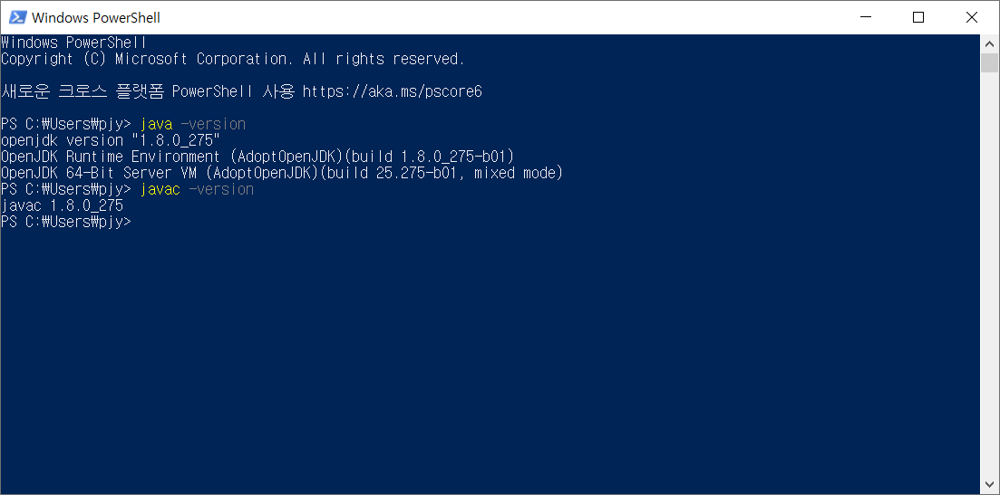 Windows PowerShell
Windows PowerShell
Copyright (C) Microsoft Corporation. All rights reserved.
새로운 크로스 플랫폼 PowerShell 사용 https://aka.ms/pscore6
PS C:₩Users₩pjy> java -version
openjdk version "1.8.0_275"
OpenJDK Runtime Environment (AdoptOpenJDK)(build 1.8.0_275-b01)
OpenJDK 64-Bit Server VM (AdoptOpenJDK)(build 25.275-b01, mixed mode)
PS C:₩Users₩pjy> javac -version
javac 1.8.0_275
PS C:₩Users₩pjy>